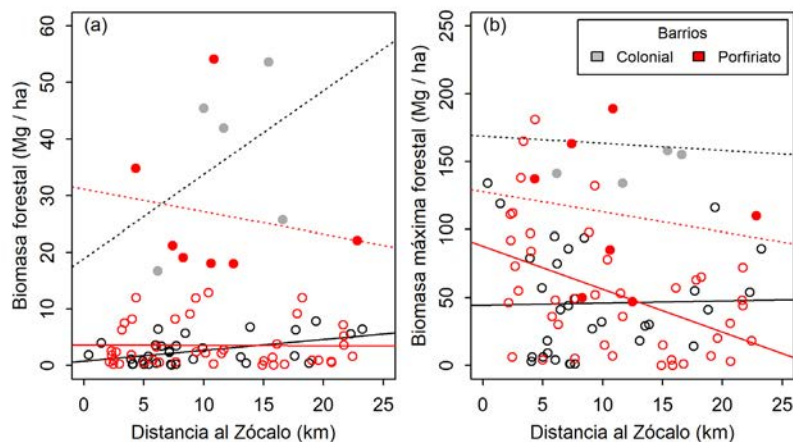 (a)
Biomasa forestal (Mg / ha)
60
50
40
30
20
10
0
0 5 10 15 20 25
Distancia al Zócalo (km)
(b)
Barrios
Colonial Porfiriato
Biomasa máxima forestal (Mg / ha)
250
200
150
100
50
0
0 5 10 15 20 25
Distancia al Zócalo (km)